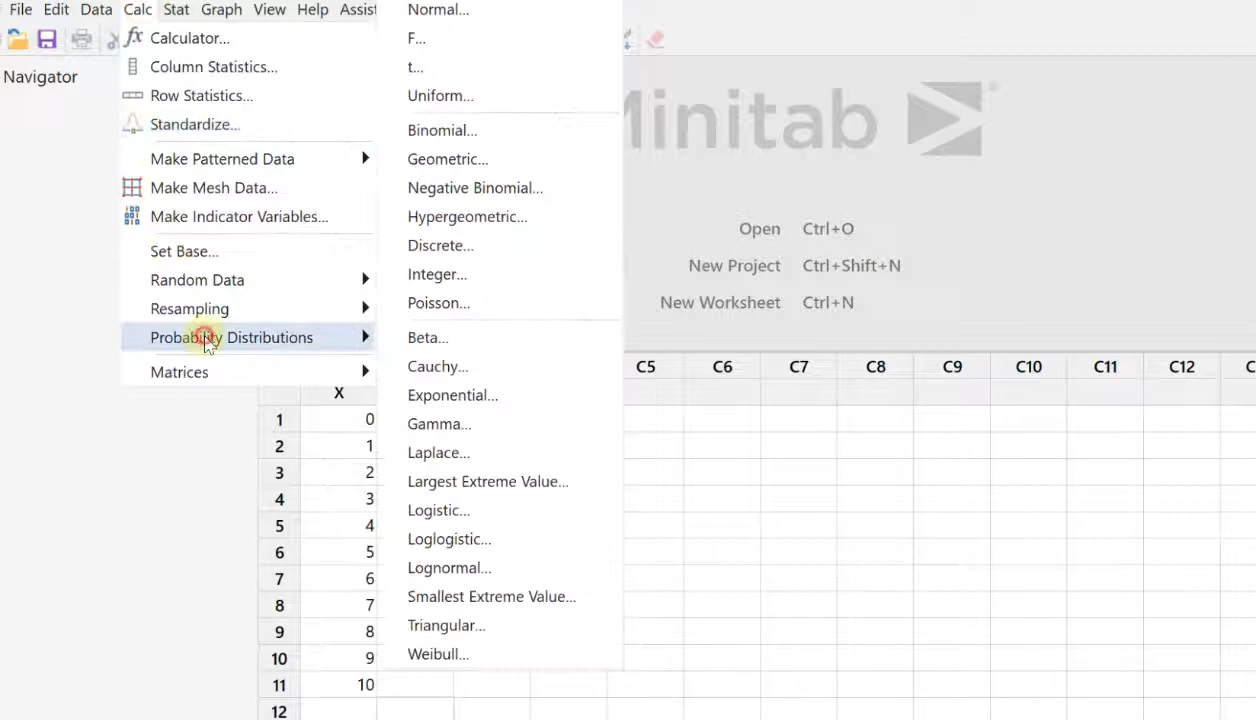 File Edit Data Calc Stat Graph View Help Assist
Navigator
Calculator...
Column Statistics...
Row Statistics...
Standardize...
Make Patterned Data
Make Mesh Data...
Make Indicator Variables...
Set Base...
Random Data
Resampling
Probability Distributions
Matrices
Normal...
F...
t...
Uniform...
Binomial...
Geometric...
Negative Binomial...
Hypergeometric...
Discrete...
Integer...
Poisson...
Beta...
Cauchy...
Exponential...
Gamma...
Laplace...
Largest Extreme Value...
Logistic...
Loglogistic...
Lognormal...
Smallest Extreme Value...
Triangular...
Weibull...
Minitab
Open Ctrl+O
New Project Ctrl+Shift+N
New Worksheet Ctrl+N
C5 C6 C7 C8 C9 C10 C11 C12 C
X
1 0
2 1
3 2
4 3
5 4
6 5
7 6
8 7
9 8
10 9
11 10
12